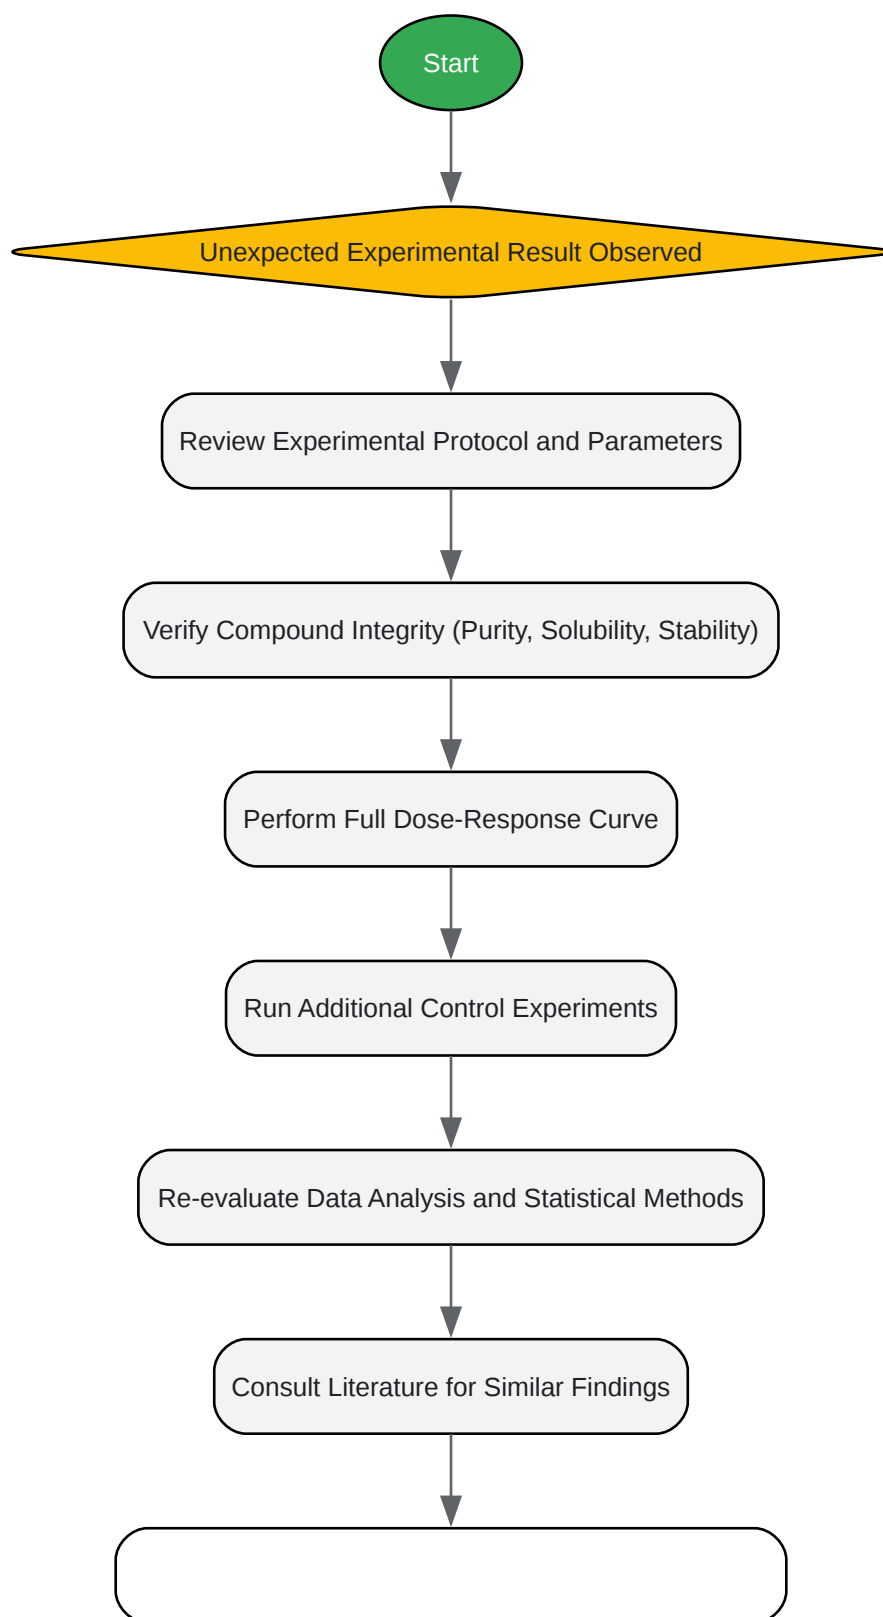 Start
Unexpected Experimental Result Observed
Review Experimental Protocol and Parameters
Verify Compound Integrity (Purity, Solubility, Stability)
Perform Full Dose-Response Curve
Run Additional Control Experiments
Re-evaluate Data Analysis and Statistical Methods
Consult Literature for Similar Findings